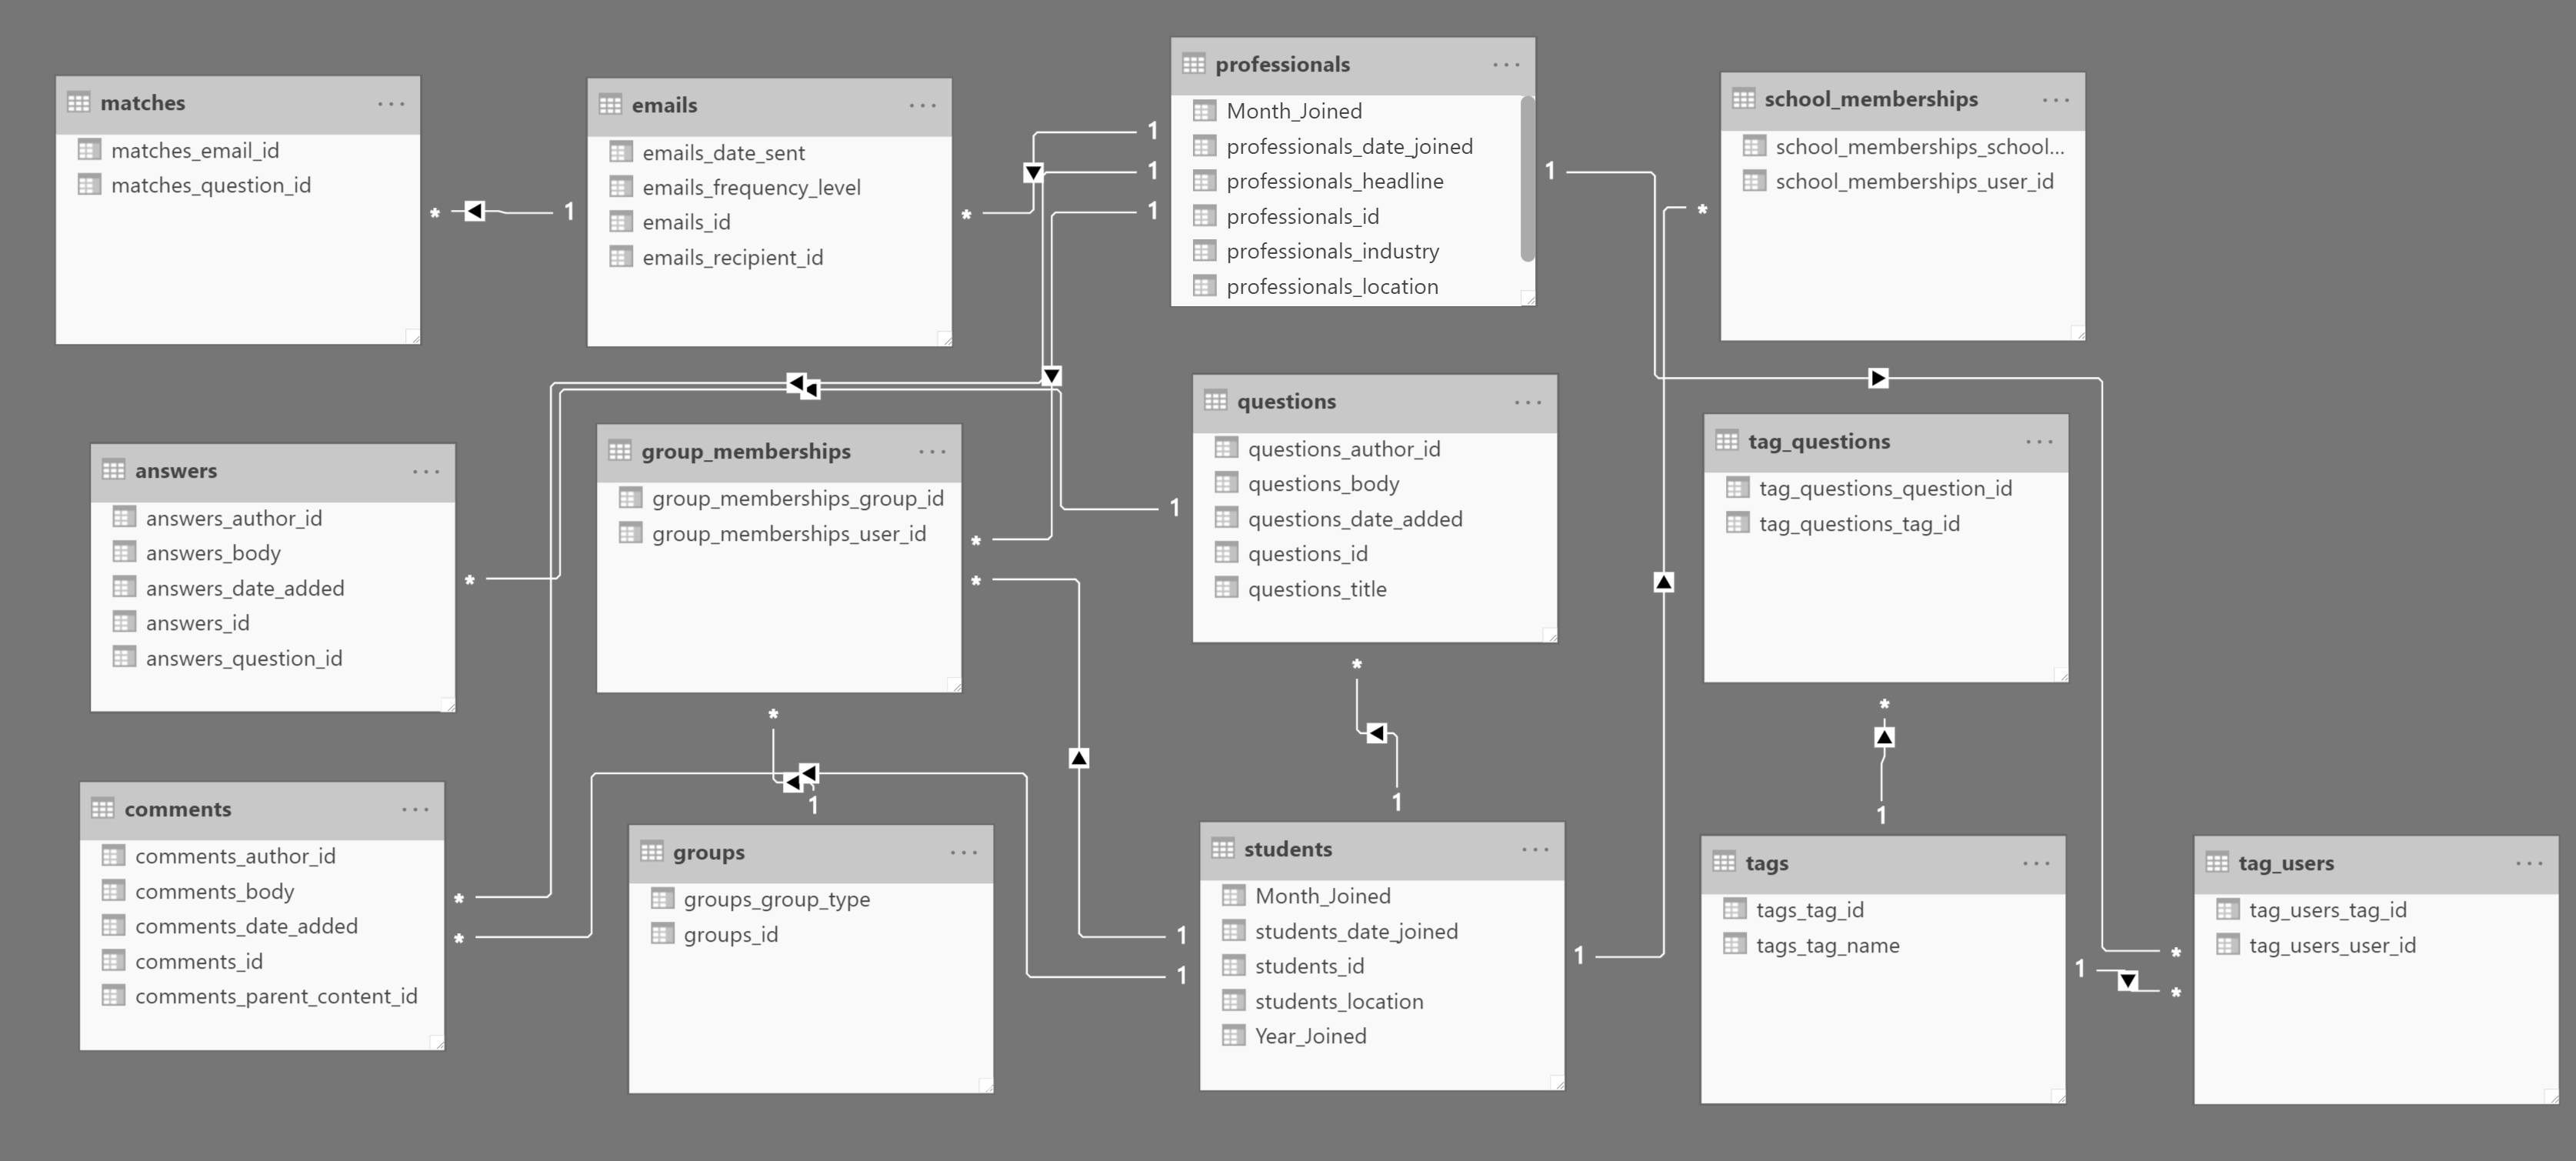 matches
matches_email_id
matches_question_id
* 1
emails
emails_date_sent
emails_frequency_level
emails_id
emails_recipient_id
*
1
1
1
professionals
Month_Joined
professionals_date_joined
professionals_headline
professionals_id
professionals_industry
professionals_location
1
school_memberships
school_memberships_school...
school_memberships_user_id
*
answers
answers_author_id
answers_body
answers_date_added
answers_id
answers_question_id
*
group_memberships
group_memberships_group_id
group_memberships_user_id
*
*
*
1
questions
questions_author_id
questions_body
questions_date_added
questions_id
questions_title
1
*
1
tag_questions
tag_questions_question_id
tag_questions_tag_id
*
1
comments
comments_author_id
comments_body
comments_date_added
comments_id
comments_parent_content_id
*
*
groups
groups_group_type
groups_id
students
Month_Joined
students_date_joined
students_id
students_location
Year_Joined
1
1
1
tags
tags_tag_id
tags_tag_name
1
*
*
tag_users
tag_users_tag_id
tag_users_user_id